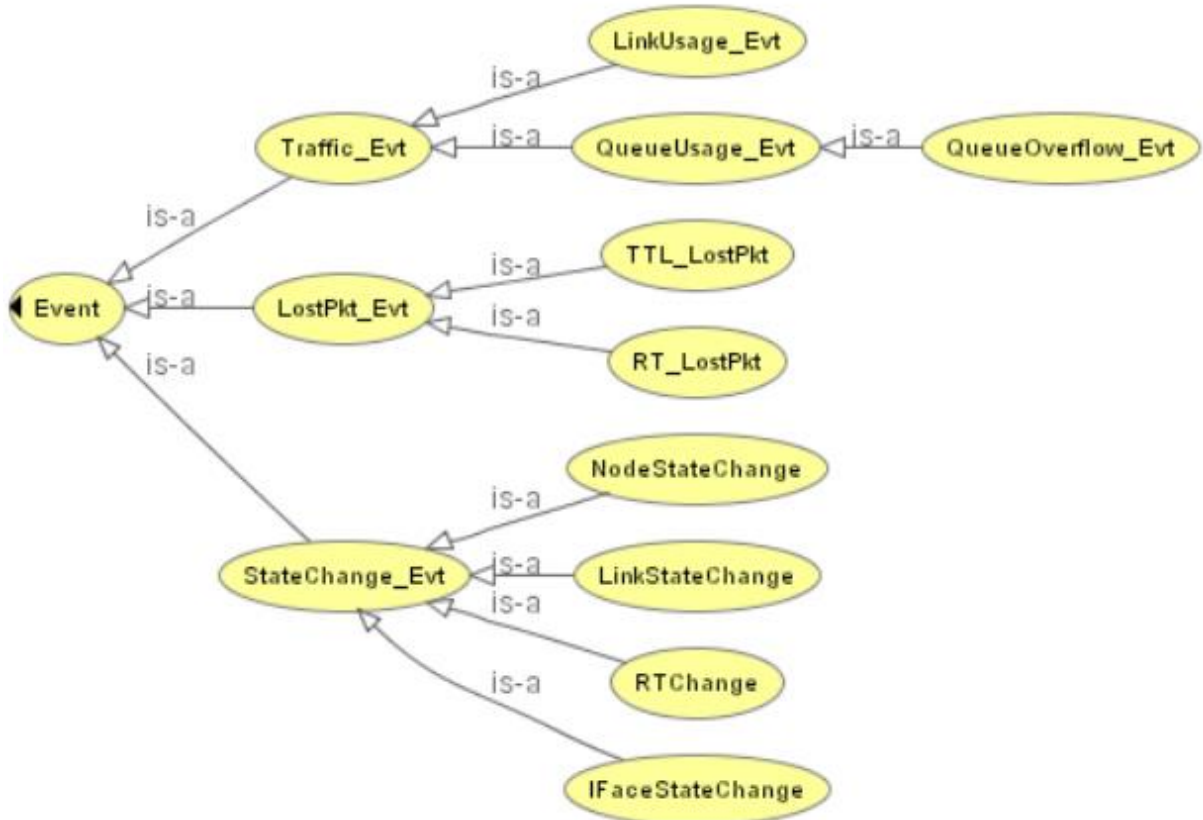 LinkUsage_Evt
is-a
Traffic_Evt
is-a
QueueUsage_Evt
is-a
QueueOverflow_Evt
is-a
TTL_LostPkt
is-a
Event
is-a
LostPkt_Evt
is-a
RT_LostPkt
is-a
NodeStateChange
is-a
StateChange_Evt
is-a
LinkStateChange
is-a
RTChange
is-a
IFaceStateChange